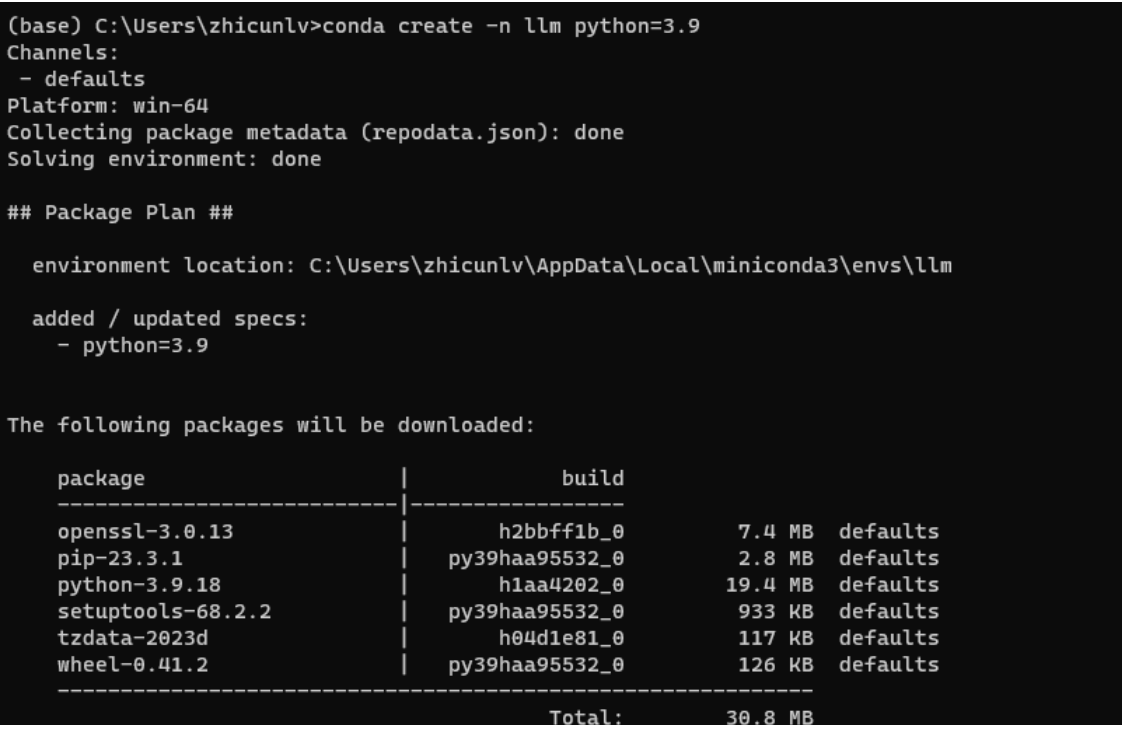 (base) C:\Users\zhicunlv>conda create -n llm python=3.9
Channels:
 - defaults
Platform: win-64
Collecting package metadata (repodata.json): done
Solving environment: done

## Package Plan ##

  environment location: C:\Users\zhicunlv\AppData\Local\miniconda3\envs\llm

  added / updated specs:
    - python=3.9


The following packages will be downloaded:

    package                    |            build
    ---------------------------|-----------------
    openssl-3.0.13             |       h2bbff1b_0         7.4 MB  defaults
    pip-23.3.1                 |   py39haa95532_0         2.8 MB  defaults
    python-3.9.18              |       h1aa4202_0        19.4 MB  defaults
    setuptools-68.2.2          |   py39haa95532_0         933 KB  defaults
    tzdata-2023d               |       h04d1e81_0         117 KB  defaults
    wheel-0.41.2               |   py39haa95532_0         126 KB  defaults
    ------------------------------------------------------------
                                           Total:        30.8 MB